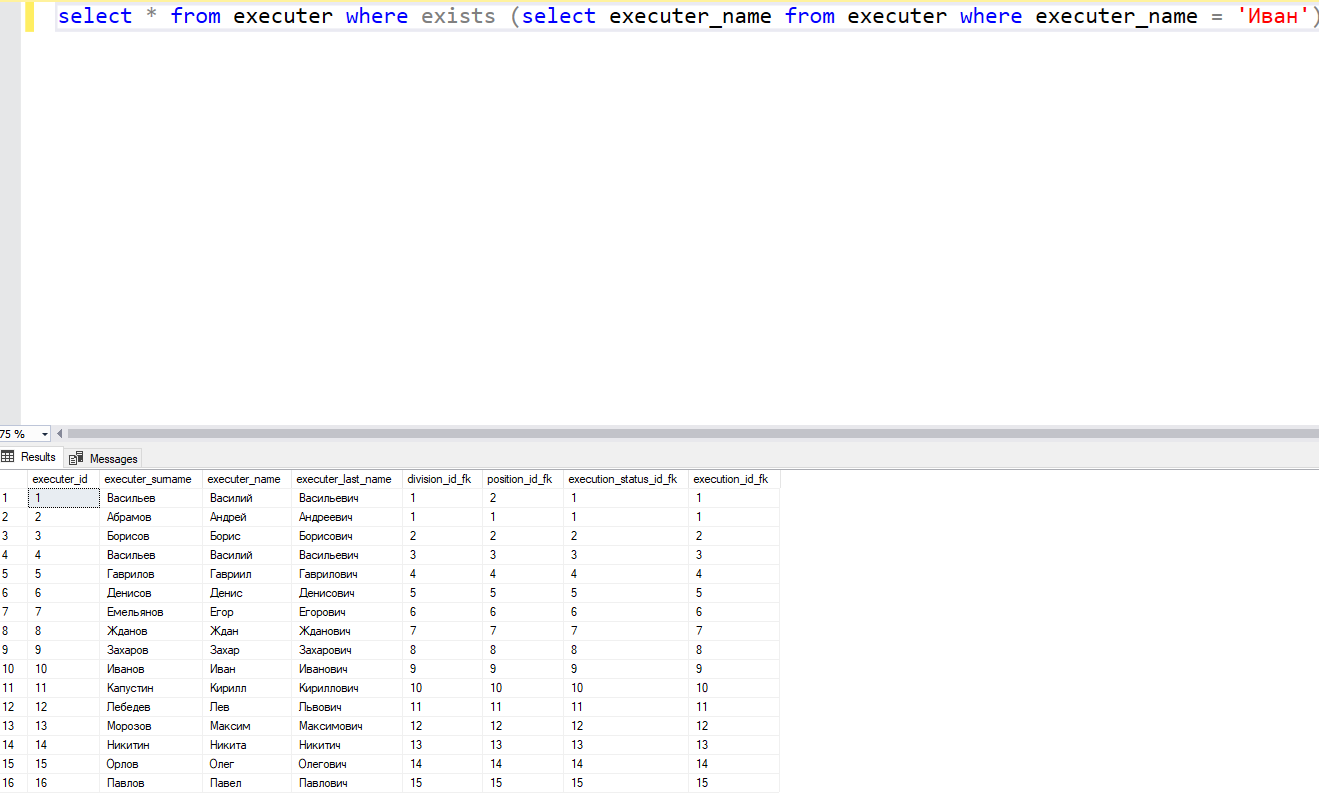 select * from executer where exists (select executer_name from executer where executer_name = 'Иван')
75 %
Results Messages
executer_id executer_surname executer_name executer_last_name division_id_fk position_id_fk execution_status_id_fk execution_id_fk
1 1 Васильев Василий Васильевич 1 2 1 1
2 2 Абрамов Андрей Андреевич 1 1 1 1
3 3 Борисов Борис Борисович 2 2 2 2
4 4 Васильев Василий Васильевич 3 3 3 3
5 5 Гаврилов Гавриил Гаврилович 4 4 4 4
6 6 Денисов Денис Денисович 5 5 5 5
7 7 Емельянов Егор Егорович 6 6 6 6
8 8 Жданов Ждан Жданович 7 7 7 7
9 9 Захаров Захар Захарович 8 8 8 8
10 10 Иванов Иван Иванович 9 9 9 9
11 11 Капустин Кирилл Кириллович 10 10 10 10
12 12 Лебедев Лев Львович 11 11 11 11
13 13 Морозов Максим Максимович 12 12 12 12
14 14 Никитин Никита Никитич 13 13 13 13
15 15 Орлов Олег Олегович 14 14 14 14
16 16 Павлов Павел Павлович 15 15 15 15